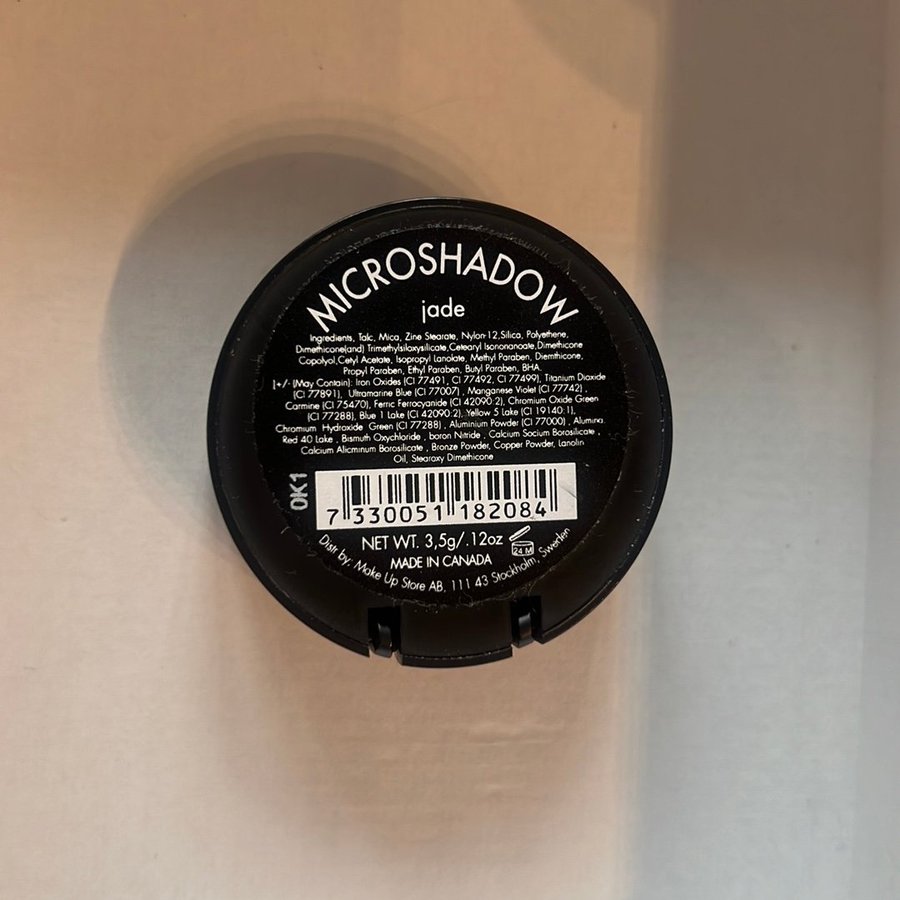 MICROSHADOW
jade
Ingredients, Talc, Mica, Zinc Stearate, Nylon-12,Silica, Polyethene,
Dimethicone(and) Trimethylsiloxysilicate,Cetearyl Isononanoate,Dimethicone
Copolyol,Cetyl Acetate, Isopropyl Lanolate, Methyl Paraben, Diemthicone,
Propyl Paraben, Ethyl Paraben, Butyl Paraben, BHA.
[+/- (May Contain): Iron Oxides (CI 77491, CI 77492, CI 77499), Titanium Dioxide
(CI 77891), Ultramarine Blue (CI 77007) , Manganese Violet (CI 77742) ,
Carmine (CI 75470), Ferric Ferrocyanide (CI 42090:2), Chromium Oxide Green
(CI 77288), Blue 1 Lake (CI 42090:2), Yellow 5 Lake (CI 19140:1),
Chromium Hydroxide Green (CI 77288) , Aluminium Powder (CI 77000) , Alumina,
Red 40 Lake , Bismuth Oxychloride , boron Nitride , Calcium Socium Borosilicate ,
Calcium Alicminum Borosilicate , Bronze Powder, Copper Powder, Lanolin
Oil, Stearoxy Dimethicone
0K1
7 330051 182084
NET WT. 3,5g/.12oz
24 M
MADE IN CANADA
Distr by. Make Up Store AB, 111 43 Stockholm, Sweden